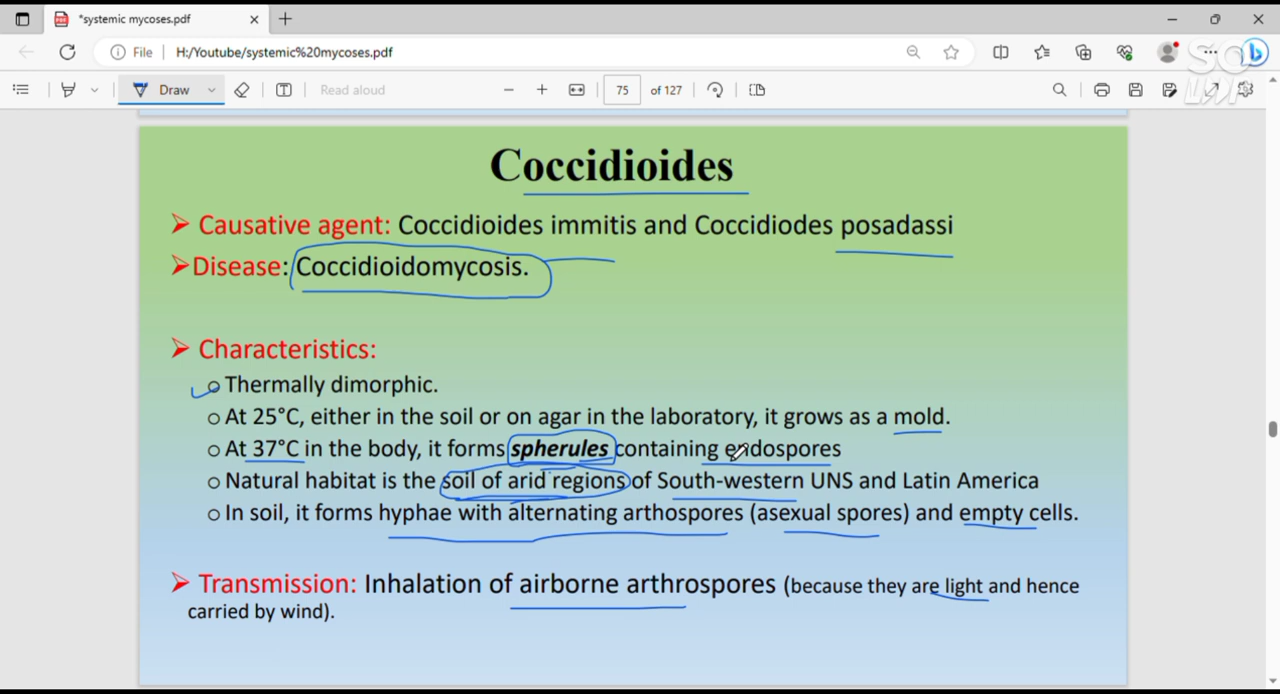 *systemic mycoses.pdf
File | H:/Youtube/systemic%20mycoses.pdf
Draw
Read aloud
75 of 127
Coccidioides
Causative agent: Coccidioides immitis and Coccidiodes posadassi
Disease: Coccidioidomycosis.
Characteristics:
Thermally dimorphic.
At 25°C, either in the soil or on agar in the laboratory, it grows as a mold.
At 37°C in the body, it forms spherules containing endospores
Natural habitat is the soil of arid regions of South-western UNS and Latin America
In soil, it forms hyphae with alternating arthospores (asexual spores) and empty cells.
Transmission: Inhalation of airborne arthrospores (because they are light and hence
carried by wind).